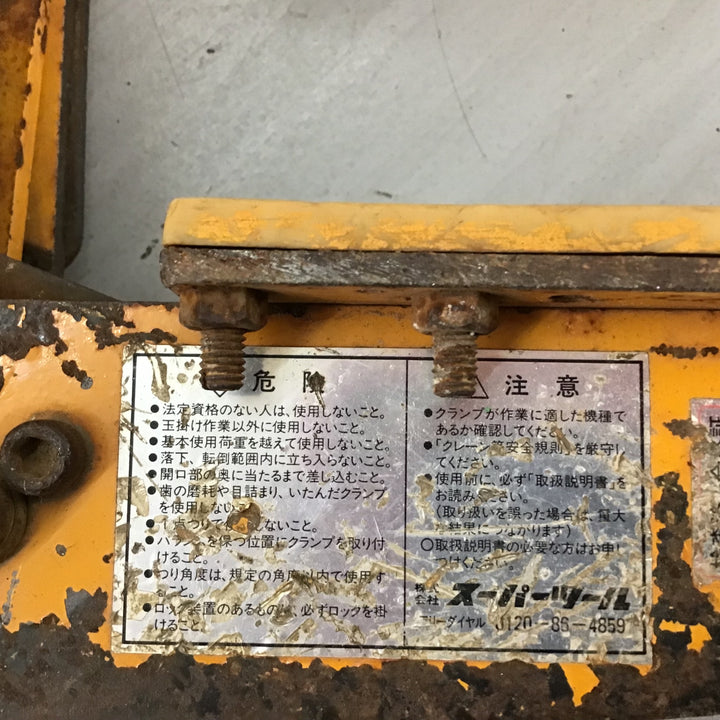 危険
●法定資格のない人は、使用しないこと。
●玉掛け作業以外に使用しないこと。
●基本使用荷重を越えて使用しないこと。
●落下、転倒範囲内に立ち入らないこと。
●開口部の奥に当たるまで差し込むこと。
●歯の磨耗や目詰まり、いたんだクランプ
を使用しない
●1点つりで しないこと。
●バランスを保つ位置にクランプを取り付
けること。
●つり角度は、規定の角度以内で使用す
ること。
●ロック装置のあるものは、必ずロックを掛
けること。
注意
●クランプが作業に適した機種で
あるか確認してください。
●「クレーン等安全規則」を厳守し
てください。
●使用前に、必ず「取扱説明書」を
お読みください。
(取り扱いを誤った場合は、重大
な結果につながります)
○取扱説明書の必要な方はお申し
つけください。
株式会社 スーパーツール
フリーダイヤル 0120-86-4859